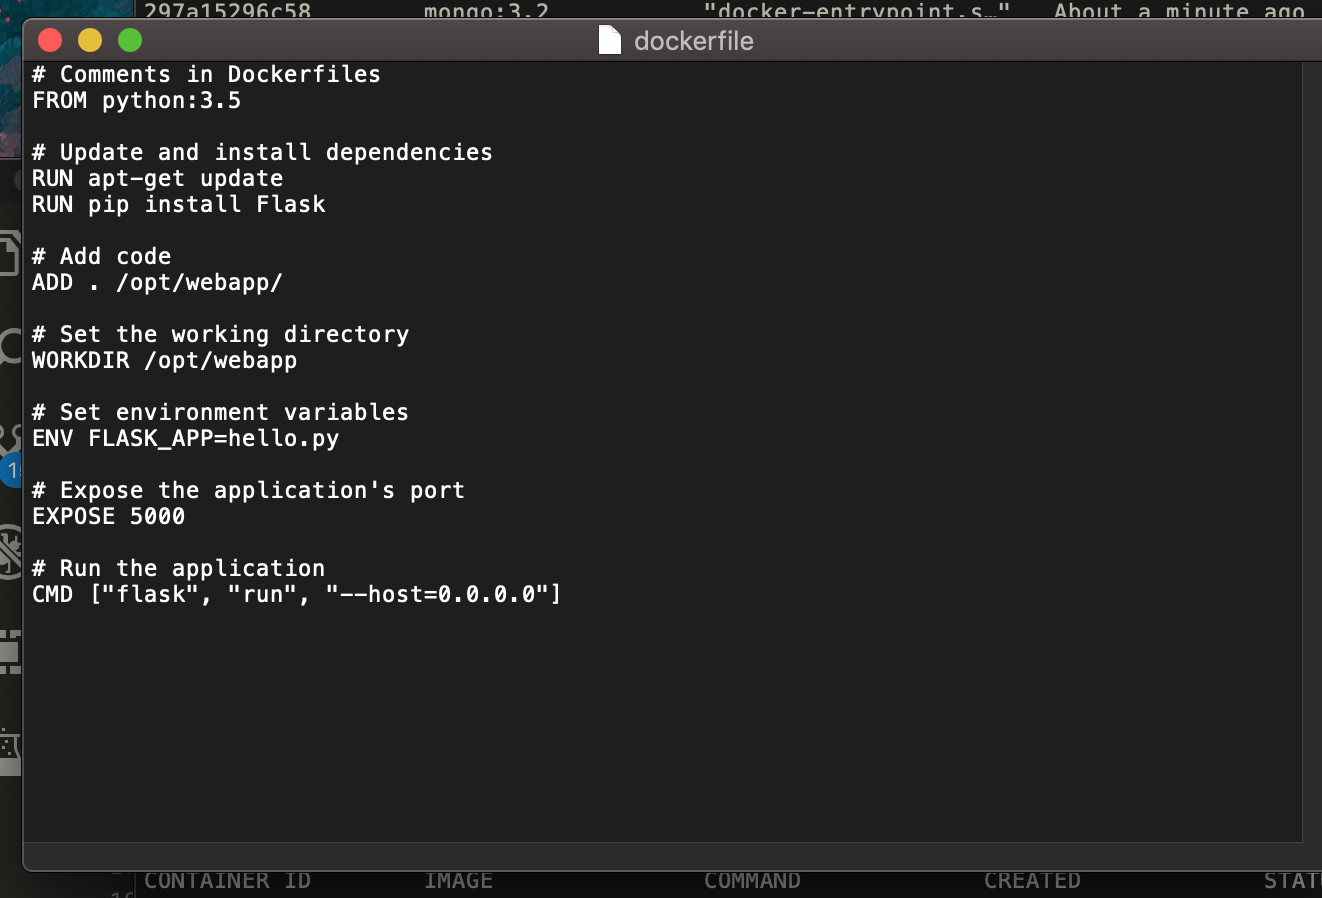 297a15296c58 mongo:3.2 "docker-entrypoint.s…" About a minute ago
dockerfile
# Comments in Dockerfiles
FROM python:3.5
# Update and install dependencies
RUN apt-get update
RUN pip install Flask
# Add code
ADD . /opt/webapp/
# Set the working directory
WORKDIR /opt/webapp
# Set environment variables
ENV FLASK_APP=hello.py
# Expose the application's port
EXPOSE 5000
# Run the application
CMD ["flask", "run", "--host=0.0.0.0"]
CONTAINER ID IMAGE COMMAND CREATED